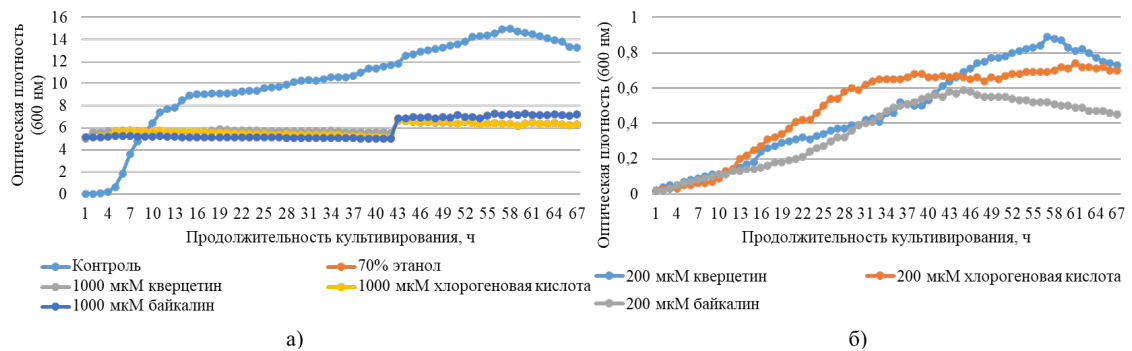 Оптическая плотность
(600 нм)
16
14
12
10
8
6
4
2
0
1 4 7 10 13 16 19 22 25 28 31 34 37 40 43 46 49 52 55 58 61 64 67
Продолжительность культивирования, ч
Контроль
70% этанол
1000 мкМ кверцетин
1000 мкМ хлорогеновая кислота
1000 мкМ байкалин
а)
Оптическая плотность (600 нм)
1
0,8
0,6
0,4
0,2
0
1 4 7 10 13 16 19 22 25 28 31 34 37 40 43 46 49 52 55 58 61 64 67
Продолжительность культивирования, ч
200 мкМ кверцетин
200 мкМ хлорогеновая кислота
200 мкМ байкалин
б)